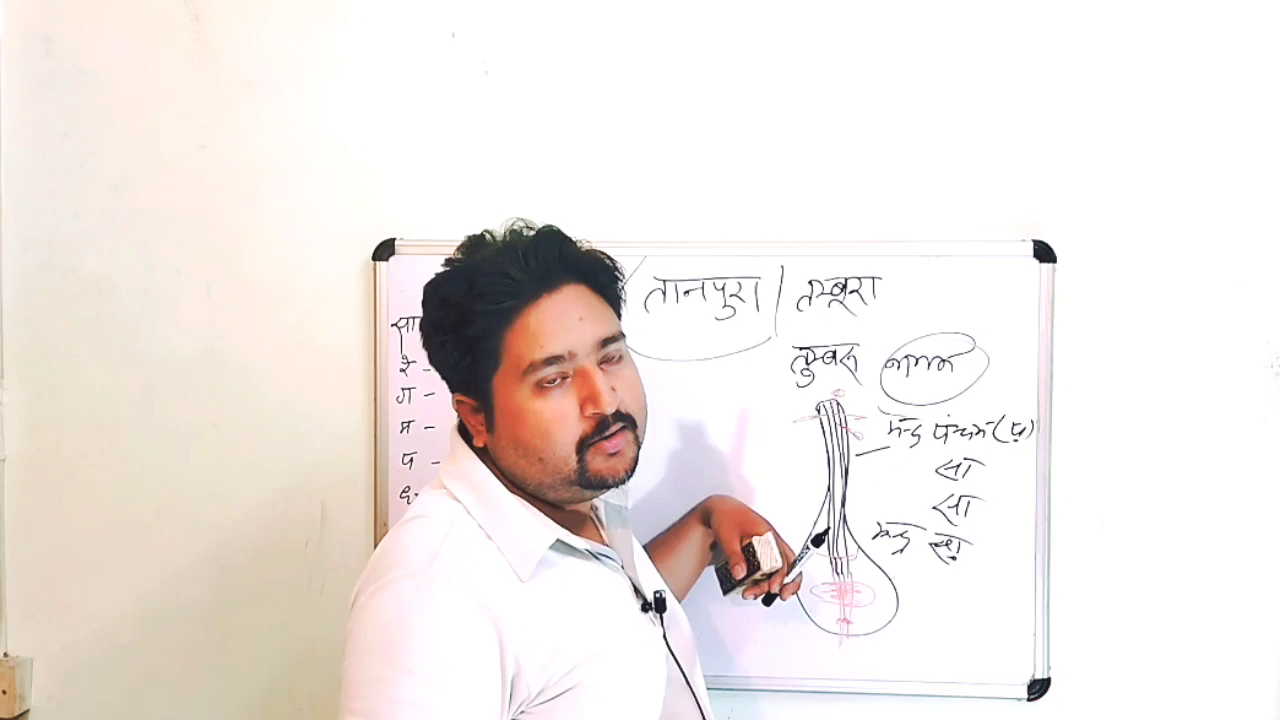 तानपुरा / तम्बूरा
तुम्बरू
मन्द्र पंचम (प़)
सा
सा
मन्द्र सा़
सा
रे -
ग -
म -
प -
ध